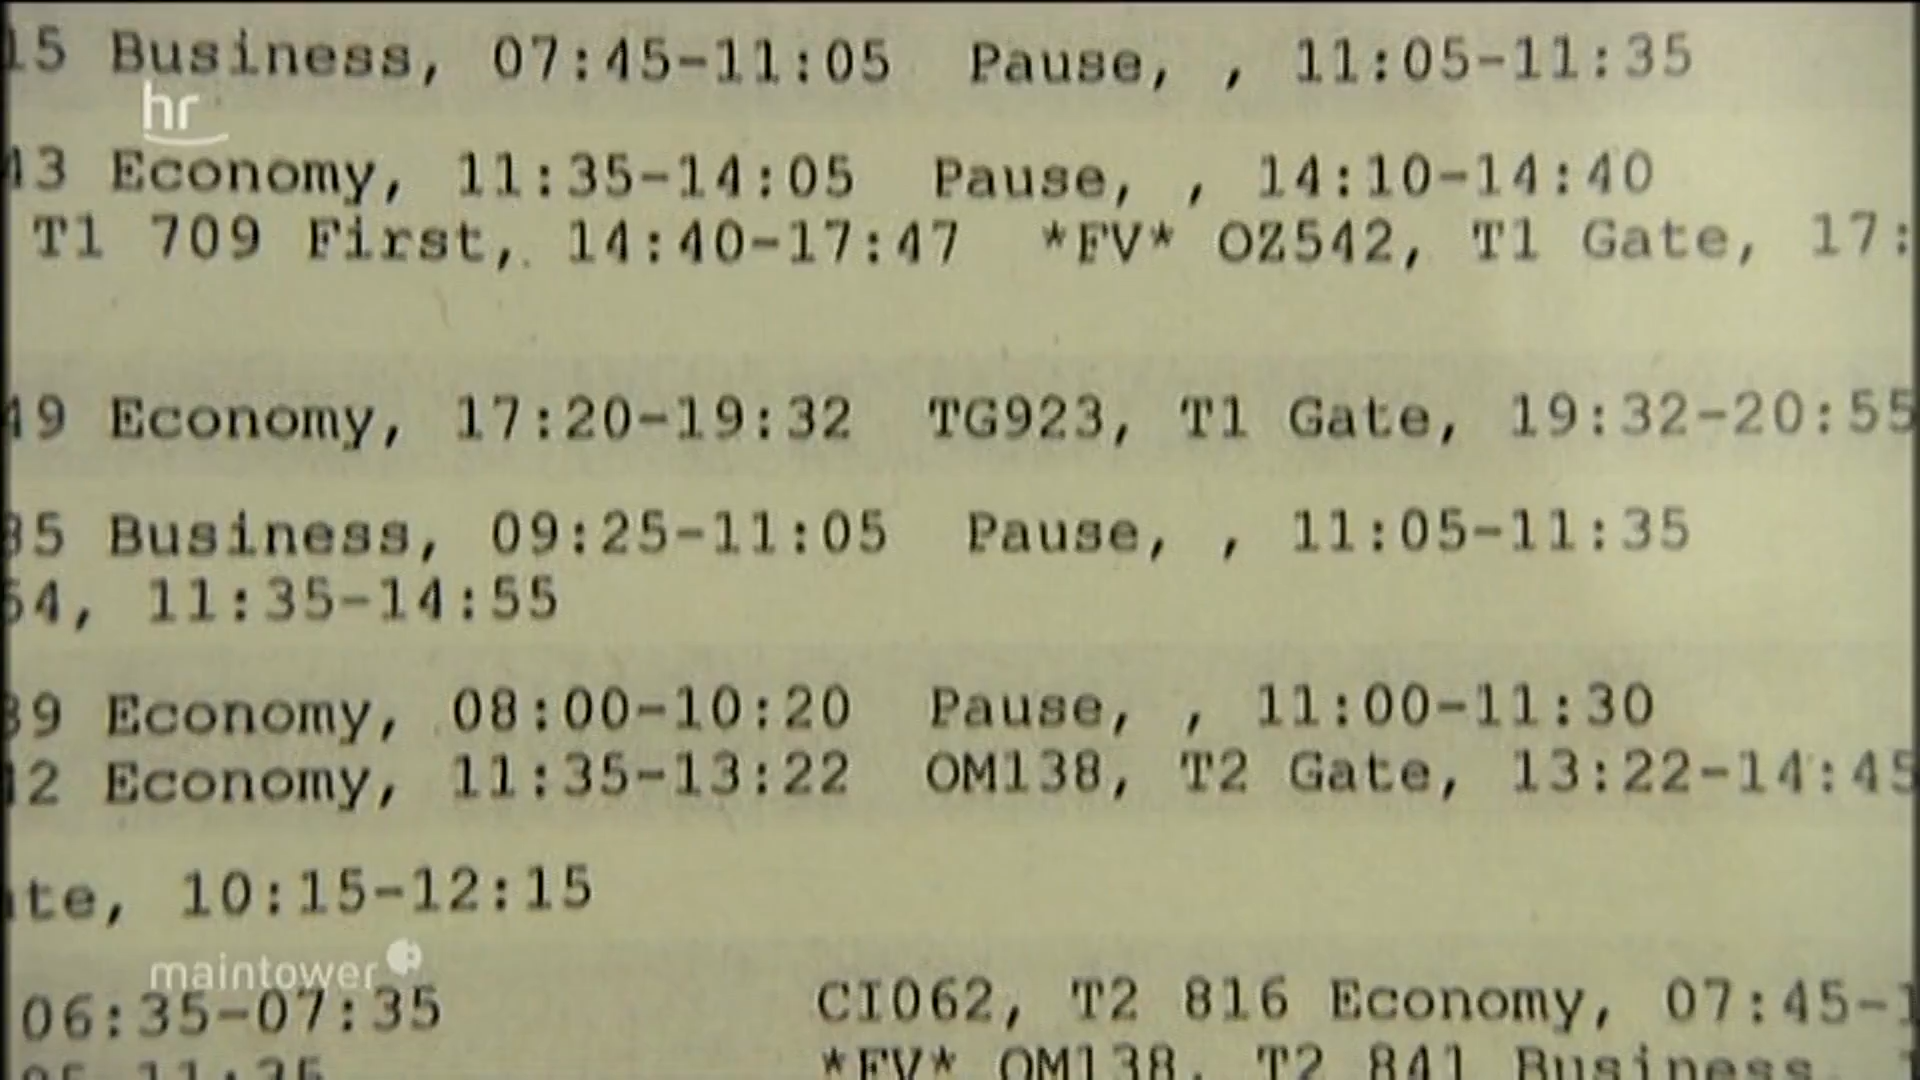 15 Business, 07:45-11:05 Pause, , 11:05-11:35
hr
43 Economy, 11:35-14:05 Pause, , 14:10-14:40
T1 709 First, 14:40-17:47 *FV* OZ542, T1 Gate, 17:
49 Economy, 17:20-19:32 TG923, T1 Gate, 19:32-20:55
35 Business, 09:25-11:05 Pause, , 11:05-11:35
54, 11:35-14:55
39 Economy, 08:00-10:20 Pause, , 11:00-11:30
42 Economy, 11:35-13:22 OM138, T2 Gate, 13:22-14:45
te, 10:15-12:15
maintower
06:35-07:35 CI062, T2 816 Economy, 07:45-1
*FV* OM138, T2 841 Business,